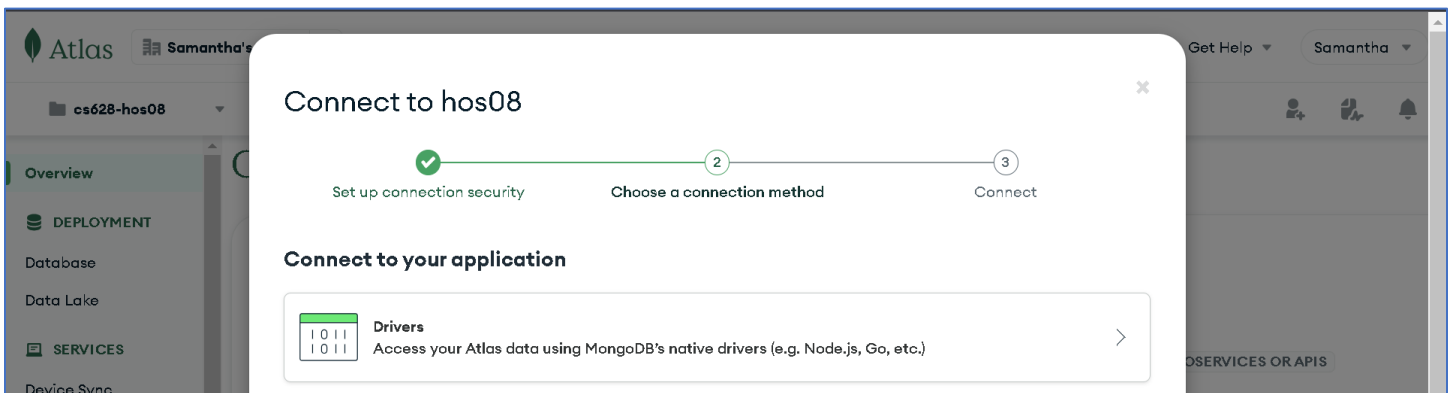 Atlas
Samantha's
Get Help
Samantha
cs628-hos08
Connect to hos08
2
3
Set up connection security
Choose a connection method
Connect
Overview
DEPLOYMENT
Database
Data Lake
SERVICES
Device Sync
Connect to your application
1011
1011
Drivers
Access your Atlas data using MongoDB's native drivers (e.g. Node.js, Go, etc.)
OSERVICES OR APIS